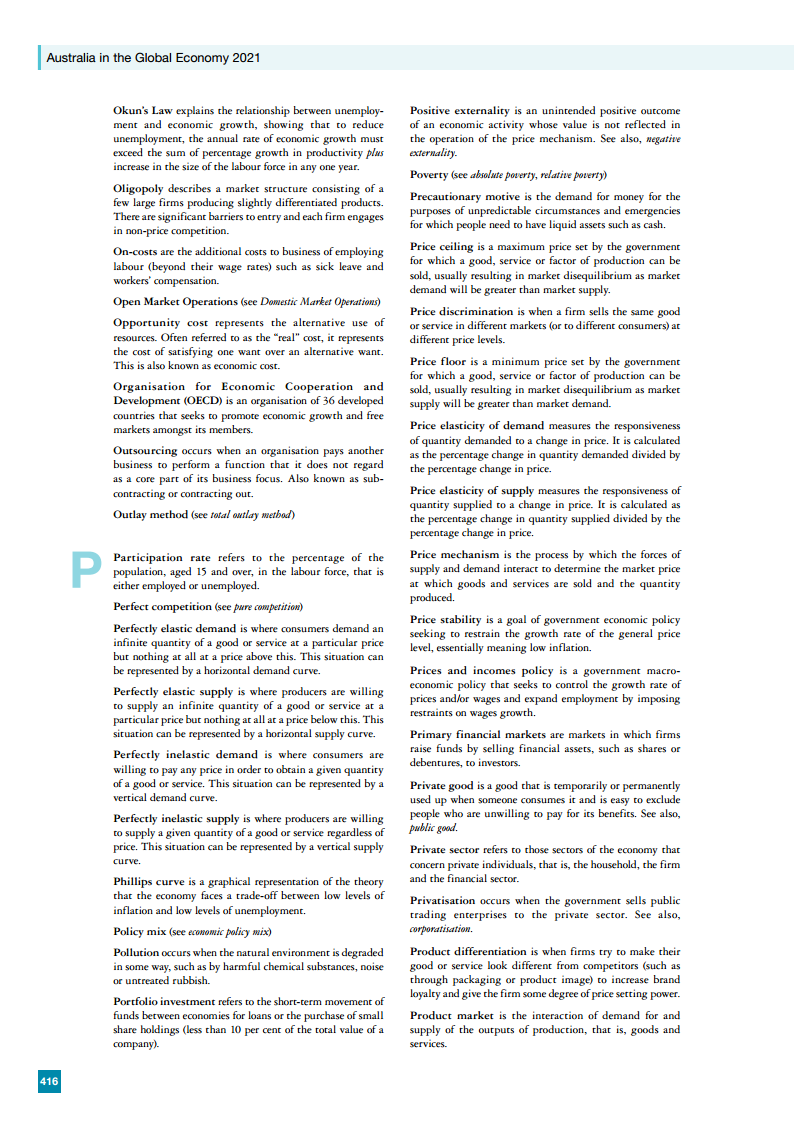 Australia in the Global Economy 2021
Okun's Law explains the relationship between unemploy-
ment and economic growth, showing that to reduce
unemployment, the annual rate of economic growth must
exceed the sum of percentage growth in productivity plus
increase in the size of the labour force in any one year.
Oligopoly describes a market structure consisting of a
few large firms producing slightly differentiated products.
There are significant barriers to entry and each firm engages
in non-price competition.
On-costs are the additional costs to business of employing
labour (beyond their wage rates) such as sick leave and
workers' compensation.
Open Market Operations (see Domestic Market Operations)
Opportunity cost represents the alternative use of
resources. Often referred to as the “real” cost, it represents
the cost of satisfying one want over an alternative want.
This is also known as economic cost.
Organisation for Economic Cooperation and
Development (OECD) is an organisation of 36 developed
countries that seeks to promote economic growth and free
markets amongst its members.
Outsourcing occurs when an organisation pays another
business to perform a function that it does not regard
as a core part of its business focus. Also known as sub-
contracting or contracting out.
Outlay method (see total outlay method)
P
Participation rate refers to the percentage of the
population, aged 15 and over, in the labour force, that is
either employed or unemployed.
Perfect competition (see pure competition)
Perfectly elastic demand is where consumers demand an
infinite quantity of a good or service at a particular price
but nothing at all at a price above this. This situation can
be represented by a horizontal demand curve.
Perfectly elastic supply is where producers are willing
to supply an infinite quantity of a good or service at a
particular price but nothing at all at a price below this. This
situation can be represented by a horizontal supply curve.
Perfectly inelastic demand is where consumers are
willing to pay any price in order to obtain a given quantity
of a good or service. This situation can be represented by a
vertical demand curve.
Perfectly inelastic supply is where producers are willing
to supply a given quantity of a good or service regardless of
price. This situation can be represented by a vertical supply
curve.
Phillips curve is a graphical representation of the theory
that the economy faces a trade-off between low levels of
inflation and low levels of unemployment.
Policy mix (see economic policy mix)
Pollution occurs when the natural environment is degraded
in some way, such as by harmful chemical substances, noise
or untreated rubbish.
Portfolio investment refers to the short-term movement of
funds between economies for loans or the purchase of small
share holdings (less than 10 per cent of the total value of a
company).
Positive externality is an unintended positive outcome
of an economic activity whose value is not reflected in
the operation of the price mechanism. See also, negative
externality.
Poverty (see absolute poverty, relative poverty)
Precautionary motive is the demand for money for the
purposes of unpredictable circumstances and emergencies
for which people need to have liquid assets such as cash.
Price ceiling is a maximum price set by the government
for which a good, service or factor of production can be
sold, usually resulting in market disequilibrium as market
demand will be greater than market supply.
Price discrimination is when a firm sells the same good
or service in different markets (or to different consumers) at
different price levels.
Price floor is a minimum price set by the government
for which a good, service or factor of production can be
sold, usually resulting in market disequilibrium as market
supply will be greater than market demand.
Price elasticity of demand measures the responsiveness
of quantity demanded to a change in price. It is calculated
as the percentage change in quantity demanded divided by
the percentage change in price.
Price elasticity of supply measures the responsiveness of
quantity supplied to a change in price. It is calculated as
the percentage change in quantity supplied divided by the
percentage change in price.
Price mechanism is the process by which the forces of
supply and demand interact to determine the market price
at which goods and services are sold and the quantity
produced.
Price stability is a goal of government economic policy
seeking to restrain the growth rate of the general price
level, essentially meaning low inflation.
Prices and incomes policy is a government macro-
economic policy that seeks to control the growth rate of
prices and/or wages and expand employment by imposing
restraints on wages growth.
Primary financial markets are markets in which firms
raise funds by selling financial assets, such as shares or
debentures, to investors.
Private good is a good that is temporarily or permanently
used up when someone consumes it and is easy to exclude
people who are unwilling to pay for its benefits. See also,
public good.
Private sector refers to those sectors of the economy that
concern private individuals, that is, the household, the firm
and the financial sector.
Privatisation occurs when the government sells public
trading enterprises to the private sector. See also,
corporatisation.
Product differentiation is when firms try to make their
good or service look different from competitors (such as
through packaging or product image) to increase brand
loyalty and give the firm some degree of price setting power.
Product market is the interaction of demand for and
supply of the outputs of production, that is, goods and
services.
416